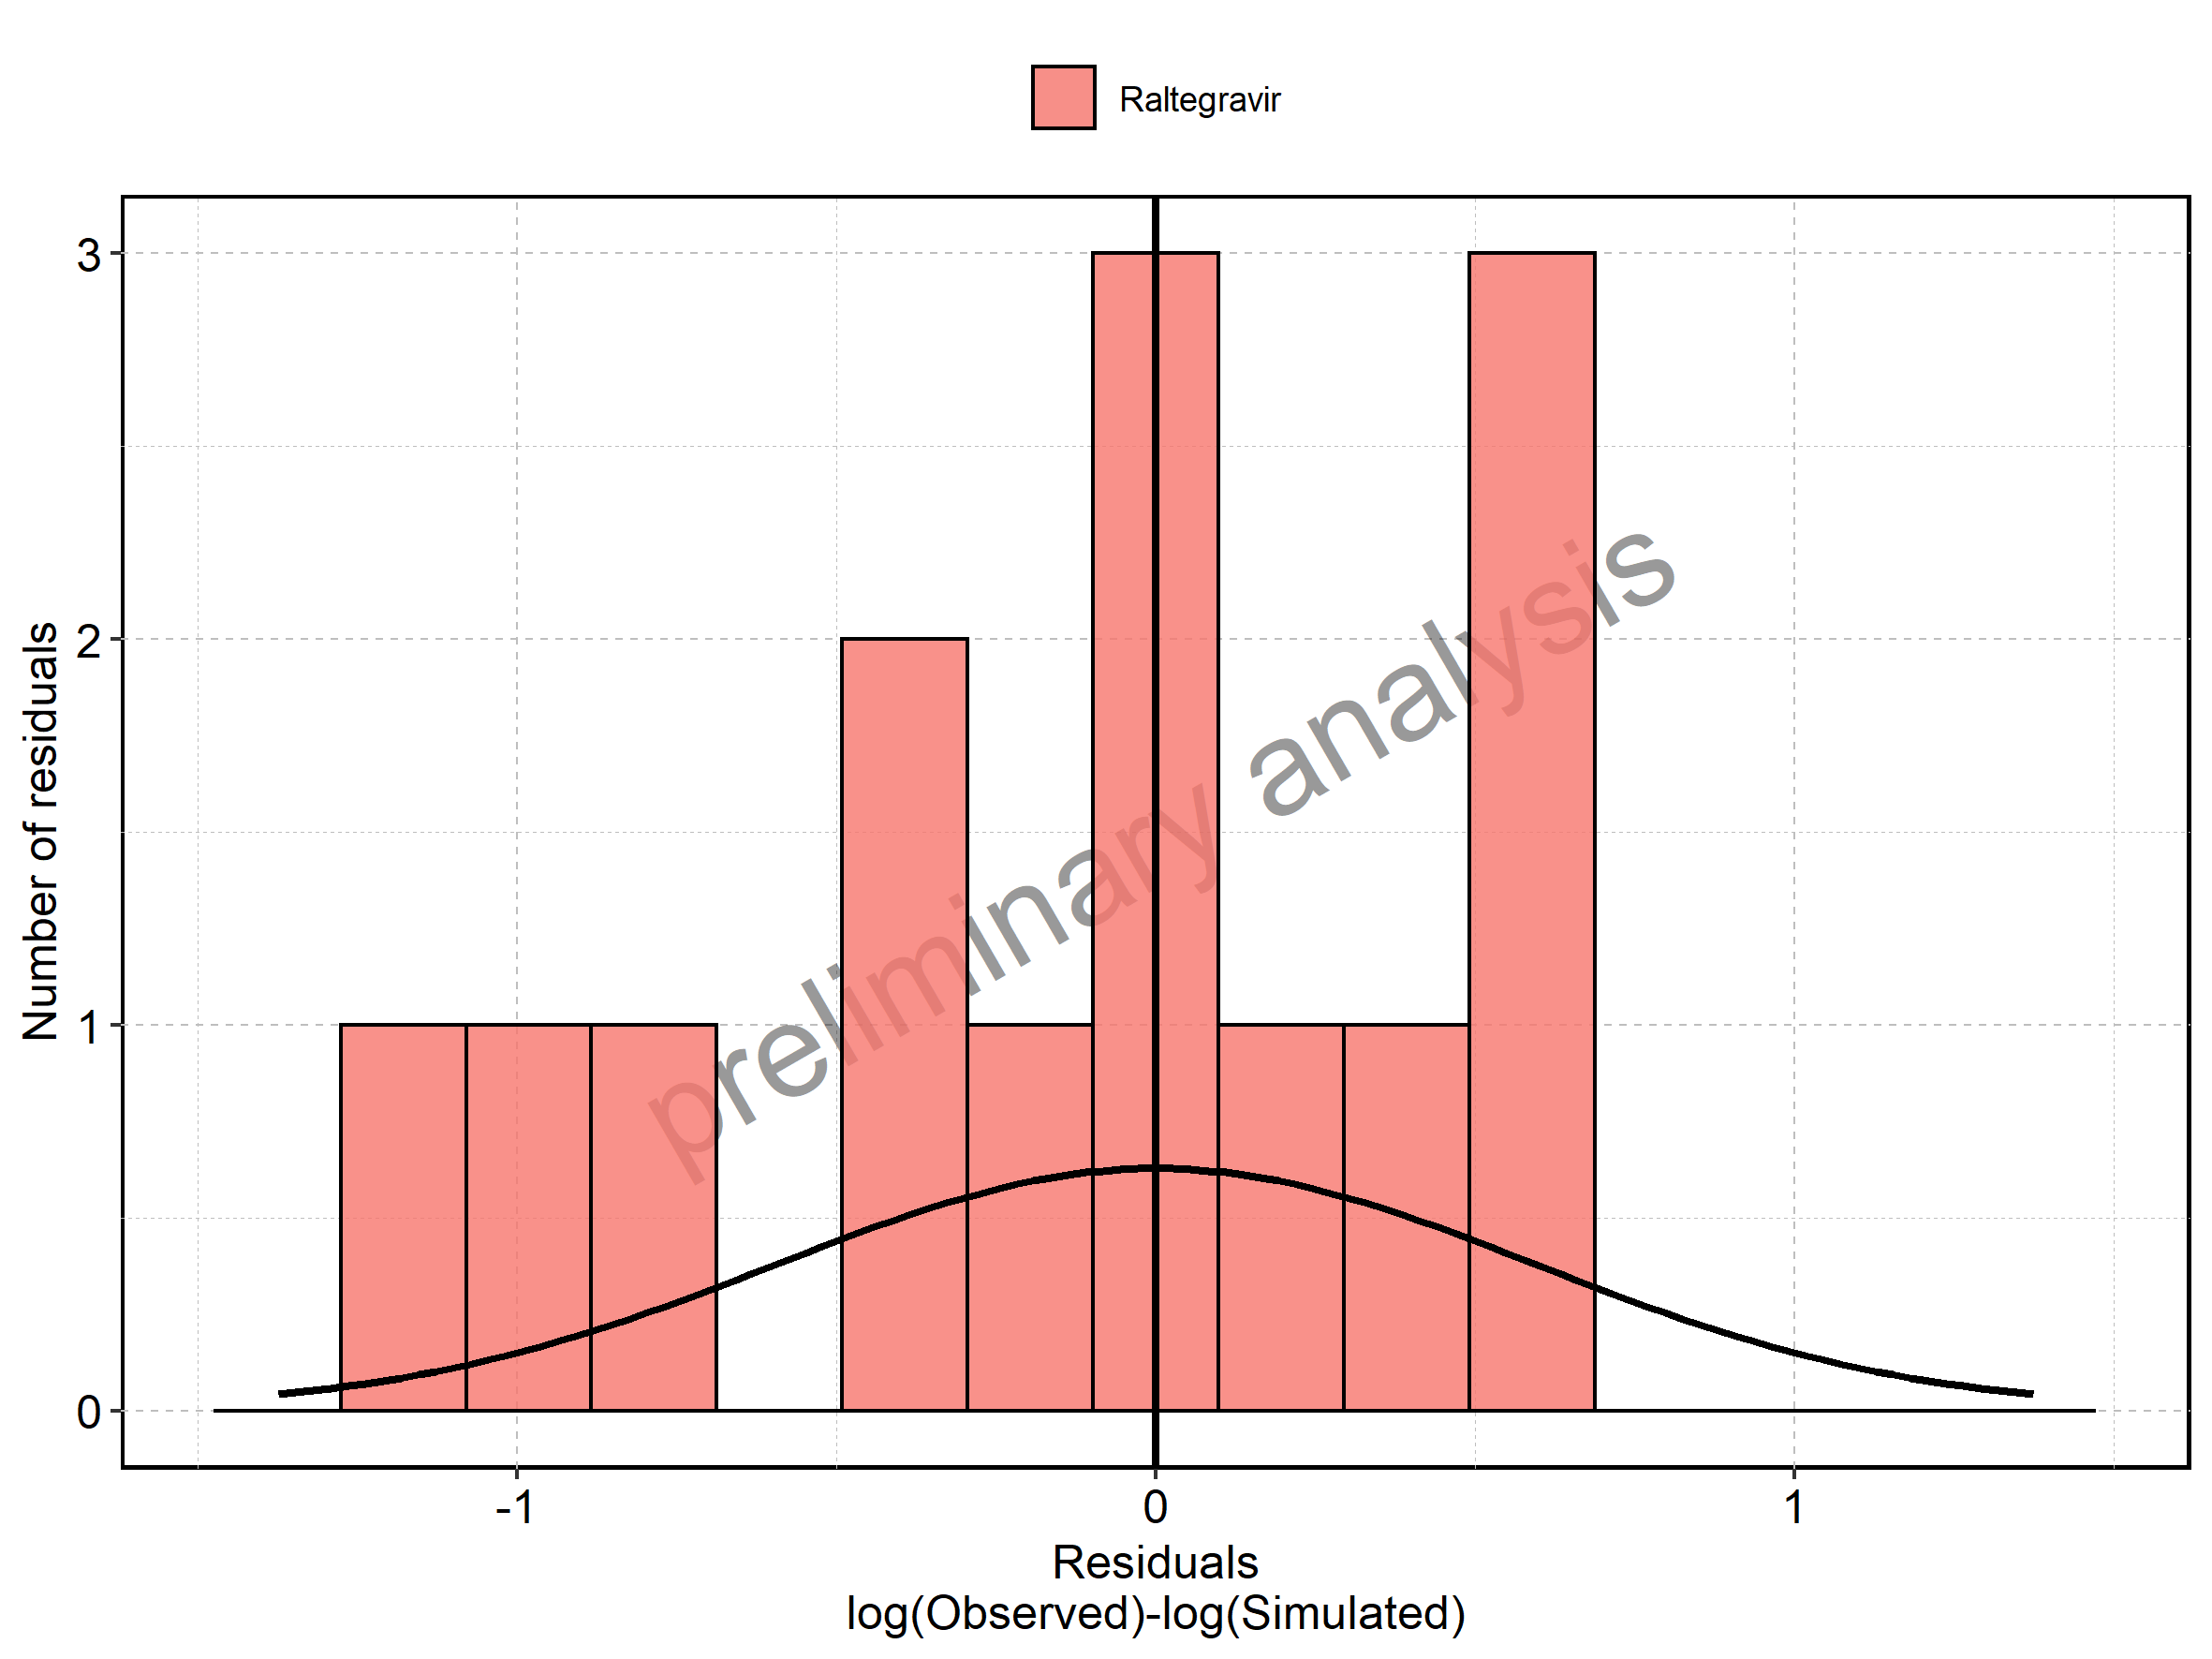 Raltegravir
3
2
1
0
Number of residuals
preliminary analysis
-1
0
1
Residuals
log(Observed)-log(Simulated)